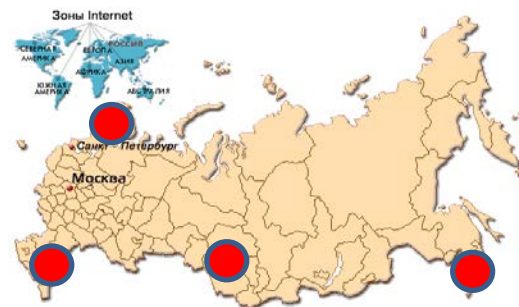 Зоны Internet
СЕВЕРНАЯ АМЕРИКА
ЕВРОПА
РОССИЯ
АЗИЯ
АФРИКА
ЮЖНАЯ АМЕРИКА
АВСТРАЛИЯ
Санкт - Петербург
Москва